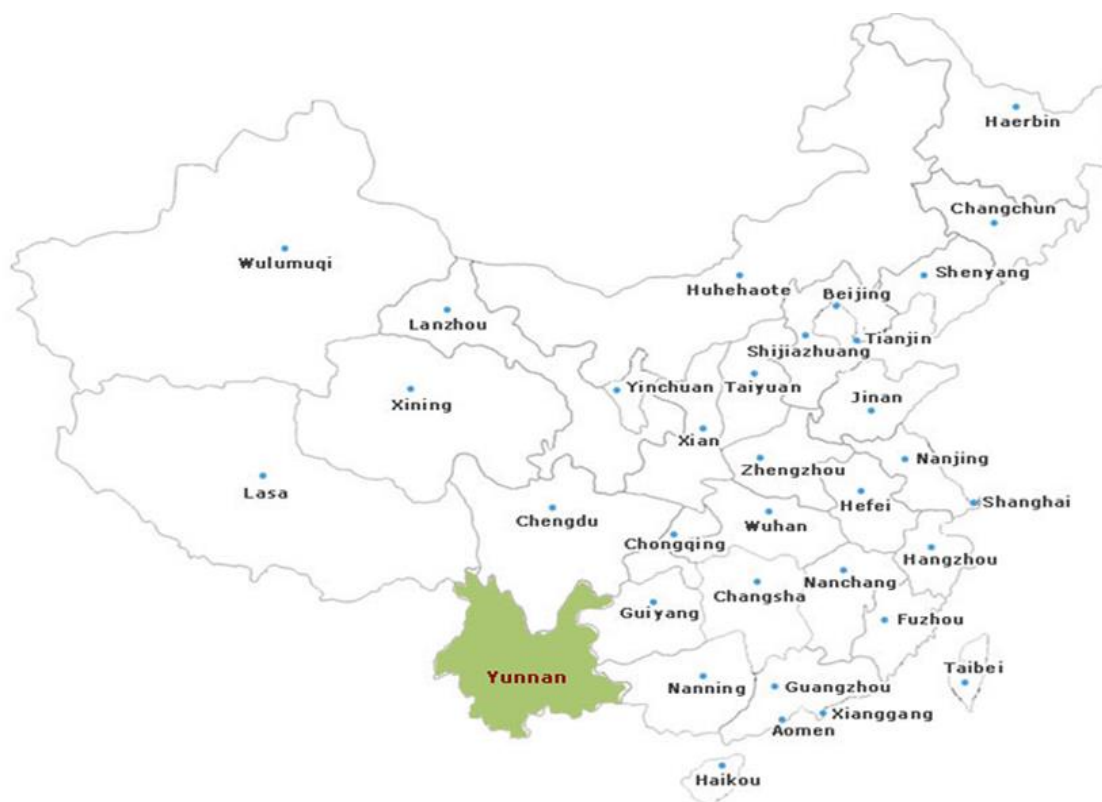 Haerbin
Changchun
Wulumuqi
Shenyang
Huhehaote
Beijing
Lanzhou
Tianjin
Shijiazhuang
Yinchuan
Taiyuan
Xining
Jinan
Xian
Zhengzhou
Nanjing
Lasa
Hefei
Shanghai
Chengdu
Wuhan
Chongqing
Hangzhou
Nanchang
Changsha
Guiyang
Fuzhou
Taibei
Yunnan
Nanning
Guangzhou
Xianggang
Aomen
Haikou